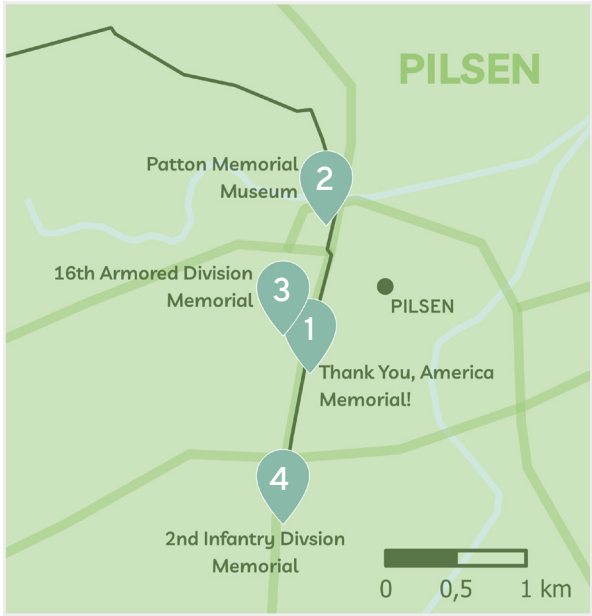 PILSEN
Patton Memorial
Museum
2
16th Armored Division
Memorial
3
1
PILSEN
Thank You, America
Memorial!
4
2nd Infantry Divsion
Memorial
0 0,5 1 km